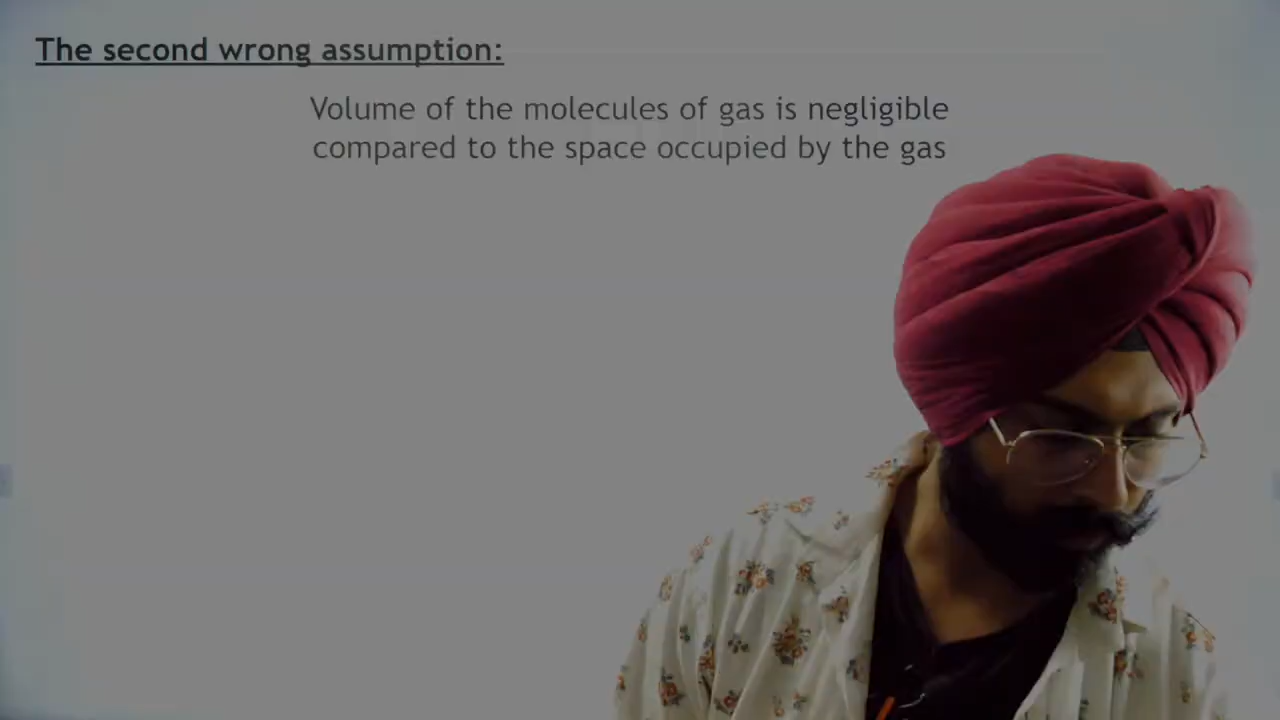 The second wrong assumption:
Volume of the molecules of gas is negligible
compared to the space occupied by the gas